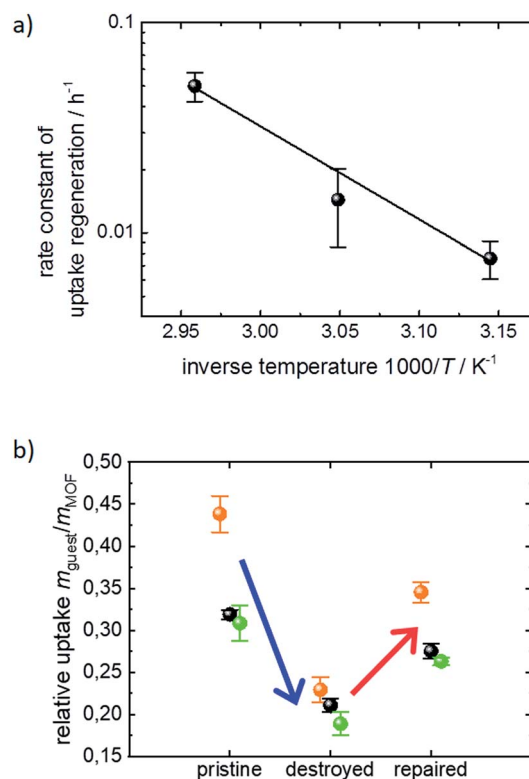 a)
0.1
0.01
rate constant of
uptake regeneration / h⁻¹
2.95 3.00 3.05 3.10 3.15
inverse temperature 1000/T / K⁻¹
b)
0,50
0,45
0,40
0,35
0,30
0,25
0,20
0,15
relative uptake m_guest/m_MOF
pristine destroyed repaired